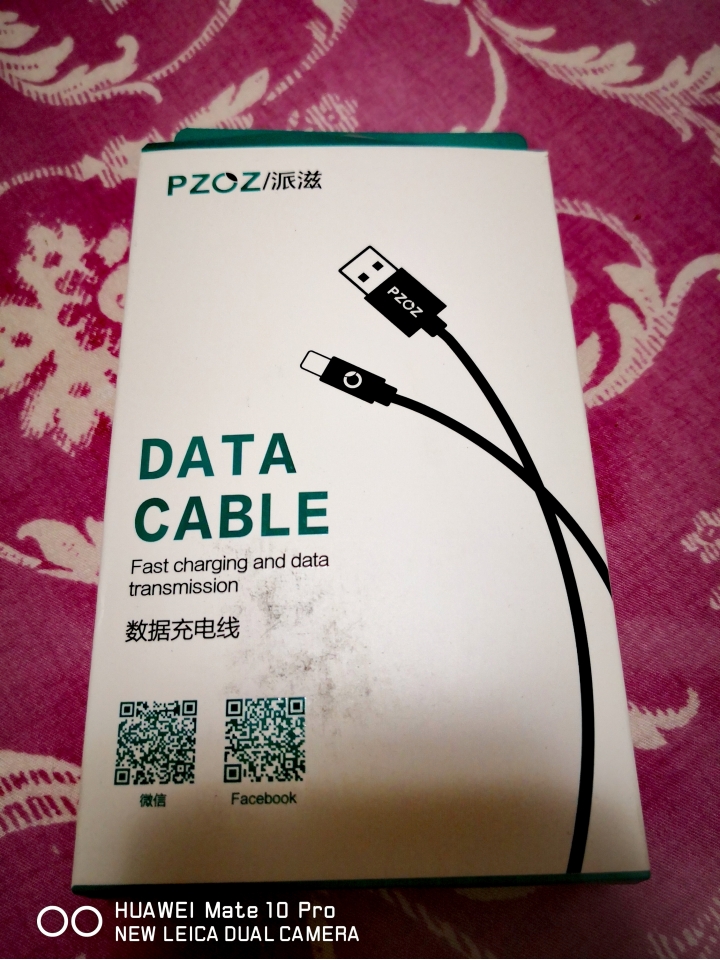 PZOZ/派滋
PZOZ
DATA
CABLE
Fast charging and data
transmission
数据充电线
微信
Facebook
HUAWEI Mate 10 Pro
NEW LEICA DUAL CAMERA